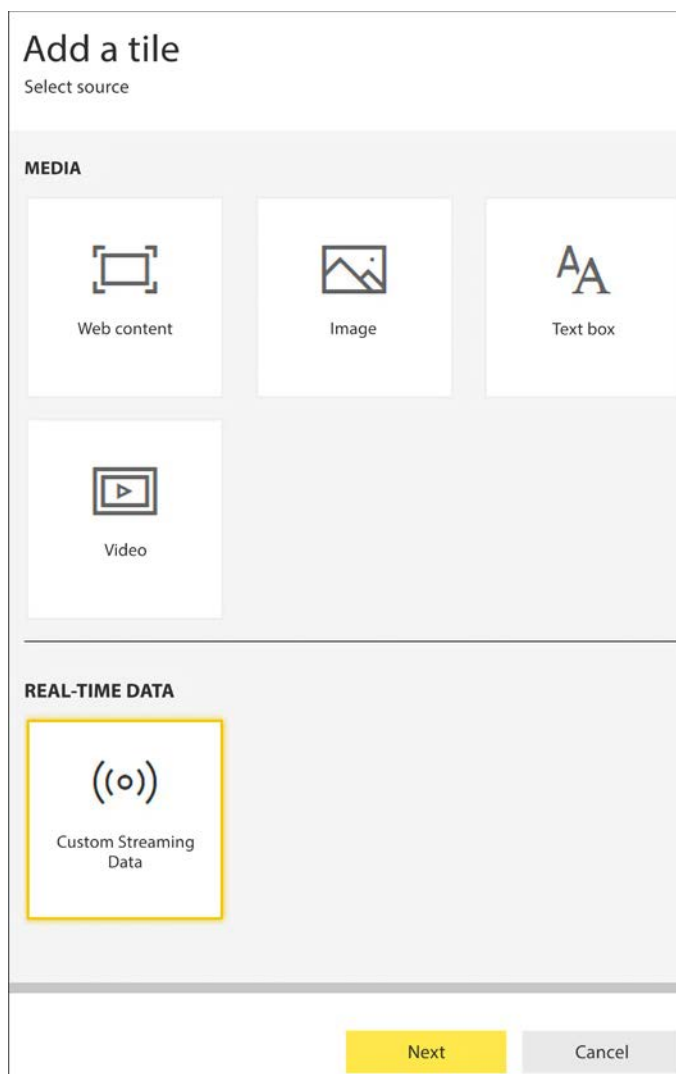 Add a tile
Select source
MEDIA
Web content
Image
Text box
Video
REAL-TIME DATA
Custom Streaming
Data
Next
Cancel